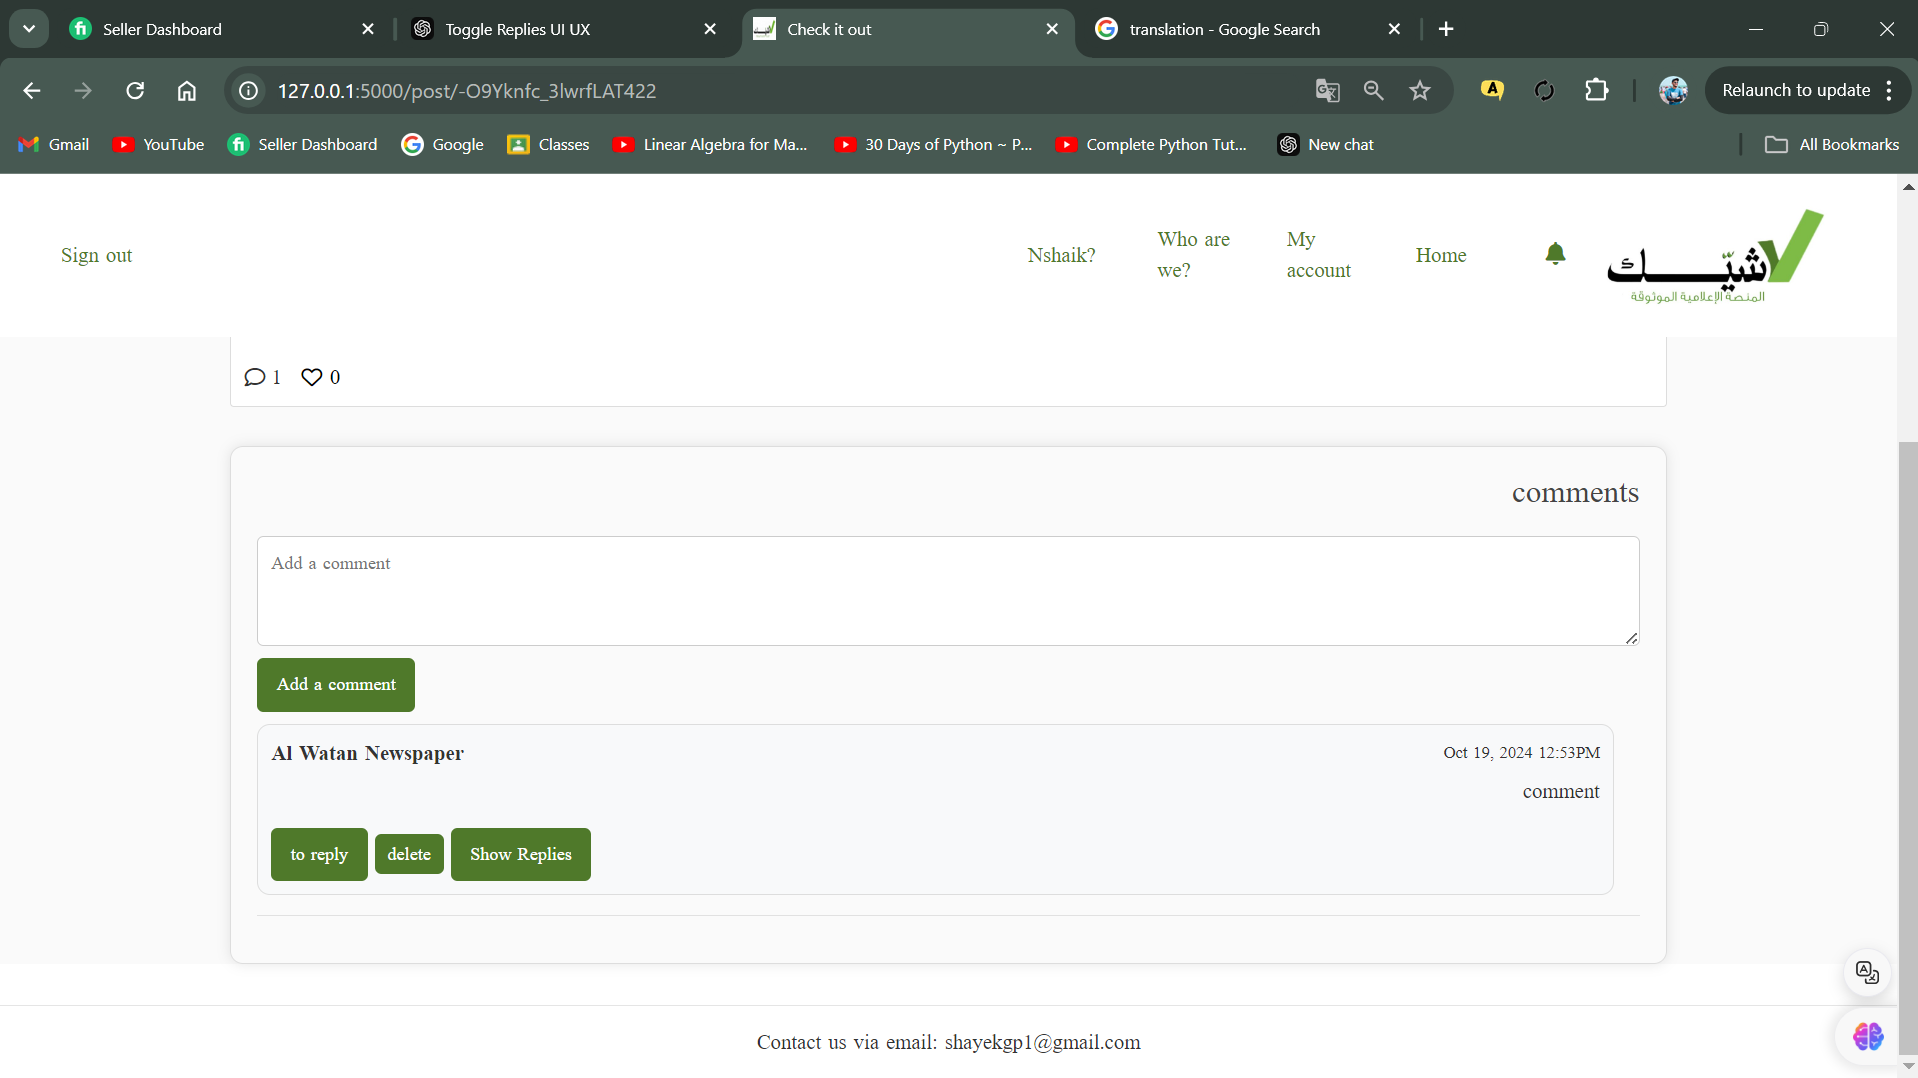 Seller Dashboard
Toggle Replies UI UX
Check it out
translation - Google Search
127.0.0.1:5000/post/-O9Yknfc_3lwrfLAT422
Relaunch to update
Gmail
YouTube
Seller Dashboard
Google
Classes
Linear Algebra for Ma...
30 Days of Python ~ P...
Complete Python Tut...
New chat
All Bookmarks
Sign out
Nshaik?
Who are
we?
My
account
Home
شيّـــك
المنصة الإعلامية الموثوقة
1
0
comments
Add a comment
Add a comment
Al Watan Newspaper
Oct 19, 2024 12:53PM
comment
to reply
delete
Show Replies
Contact us via email: shayekgp1@gmail.com